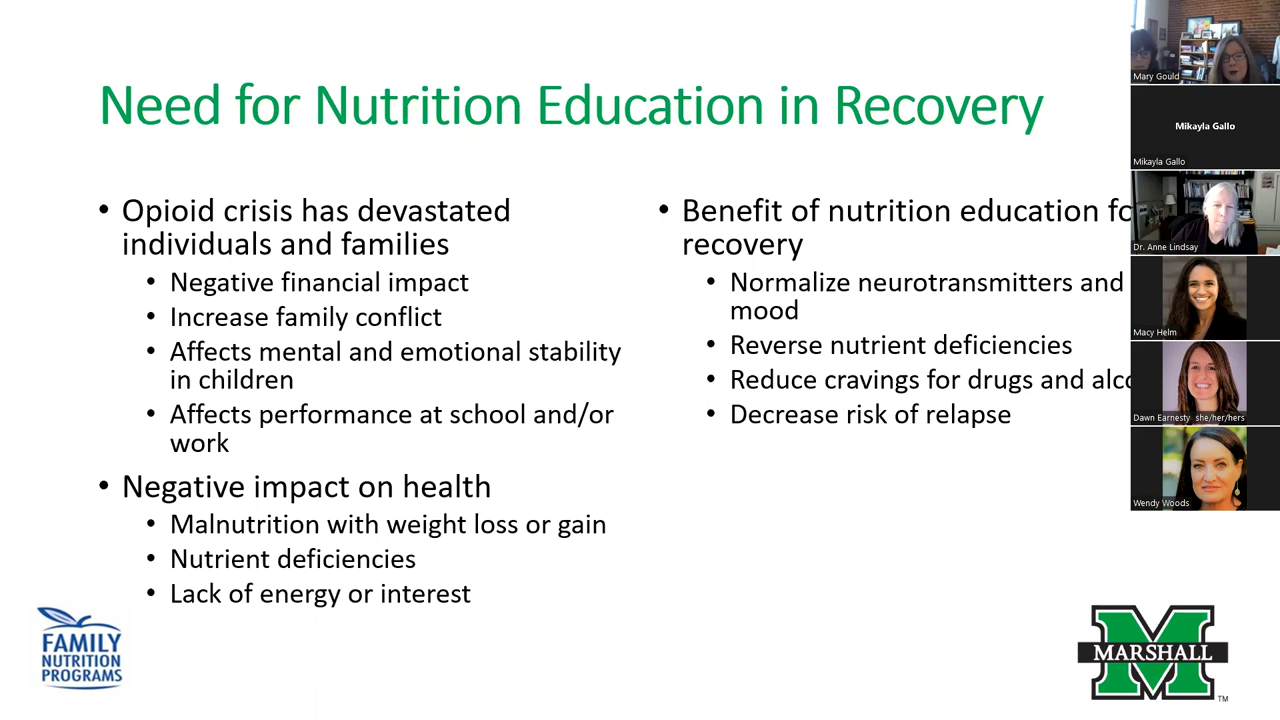 Need for Nutrition Education in Recovery
• Opioid crisis has devastated
individuals and families
• Negative financial impact
• Increase family conflict
• Affects mental and emotional stability
in children
• Affects performance at school and/or
work
• Negative impact on health
• Malnutrition with weight loss or gain
• Nutrient deficiencies
• Lack of energy or interest
• Benefit of nutrition education fo
recovery
• Normalize neurotransmitters and
mood
• Reverse nutrient deficiencies
• Reduce cravings for drugs and alco
• Decrease risk of relapse
FAMILY
NUTRITION
PROGRAMS
MARSHALL
TM
Mary Gould
Mikayla Gallo
Mikayla Gallo
Dr. Anne Lindsay
Macy Helm
Dawn Earnesty she/her/hers
Wendy Woods